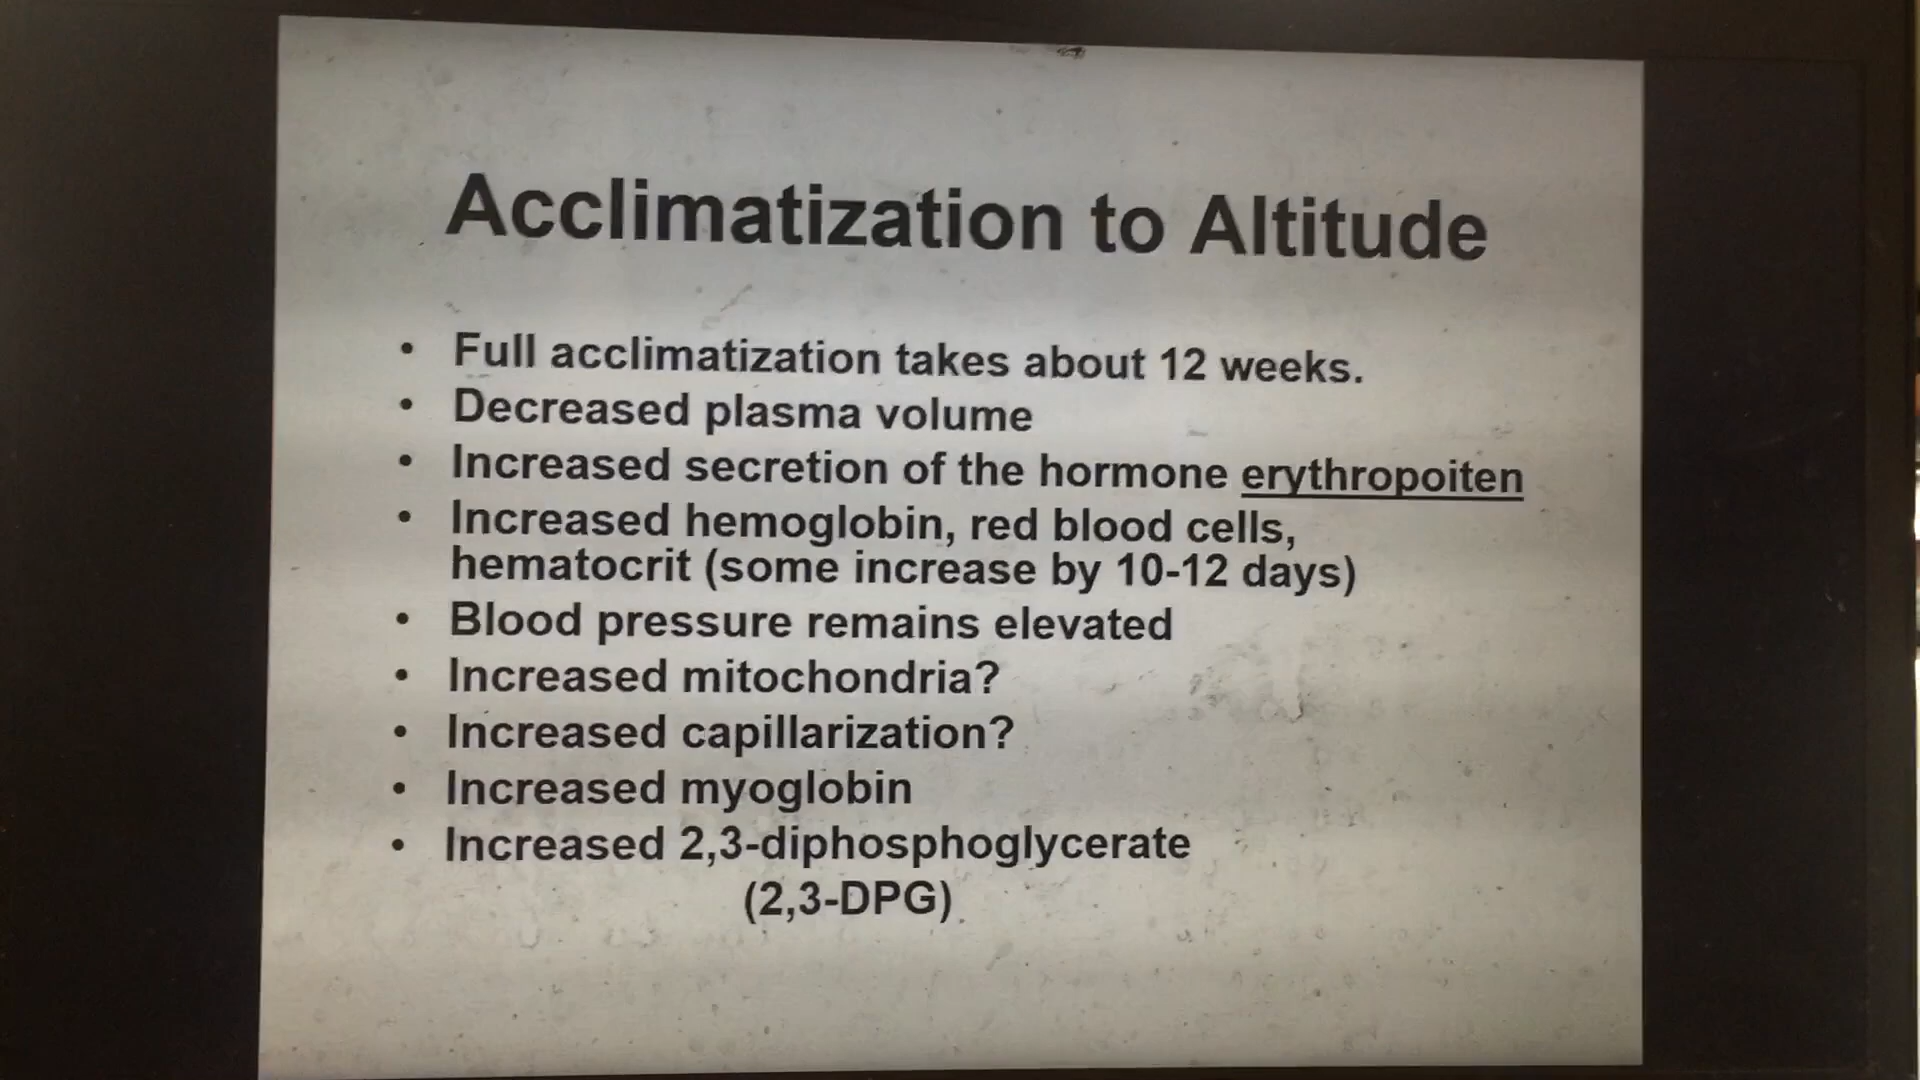 Acclimatization to Altitude
• Full acclimatization takes about 12 weeks.
• Decreased plasma volume
• Increased secretion of the hormone erythropoiten
• Increased hemoglobin, red blood cells,
hematocrit (some increase by 10-12 days)
• Blood pressure remains elevated
• Increased mitochondria?
• Increased capillarization?
• Increased myoglobin
• Increased 2,3-diphosphoglycerate
(2,3-DPG)